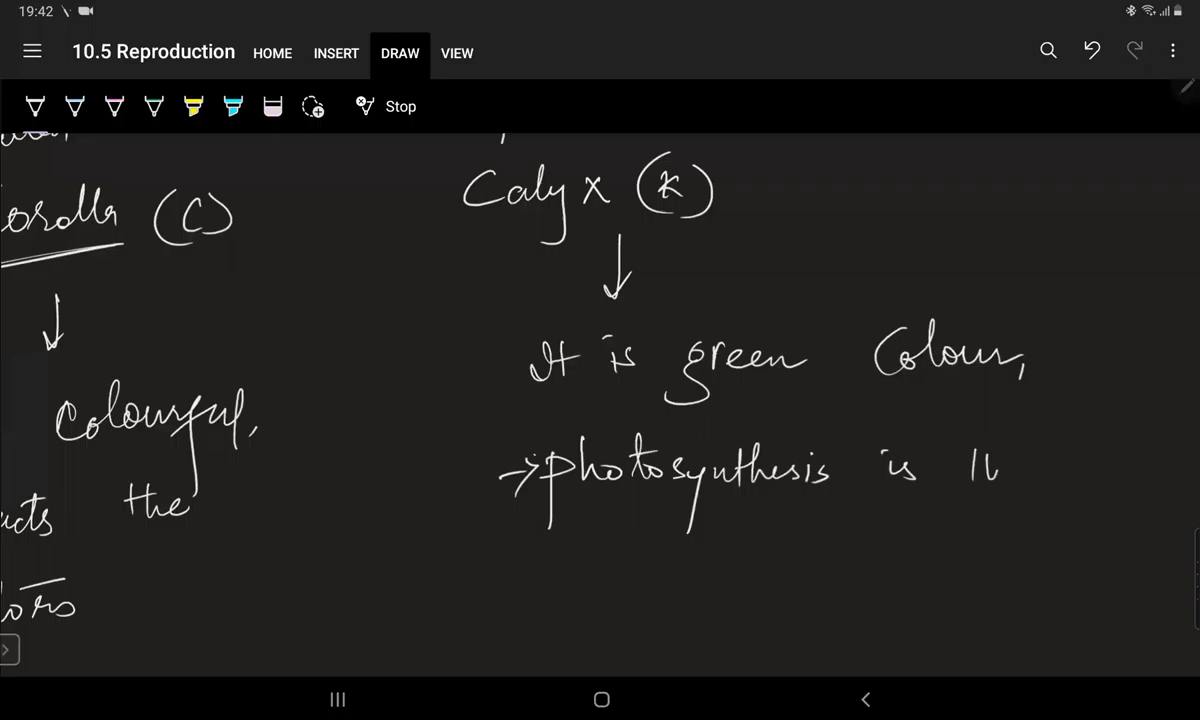 19:42
10.5 Reproduction HOME INSERT DRAW VIEW
Stop
Calyx (K)
(C)
It is green Colour,
Colourful,
→ photosynthesis is
the